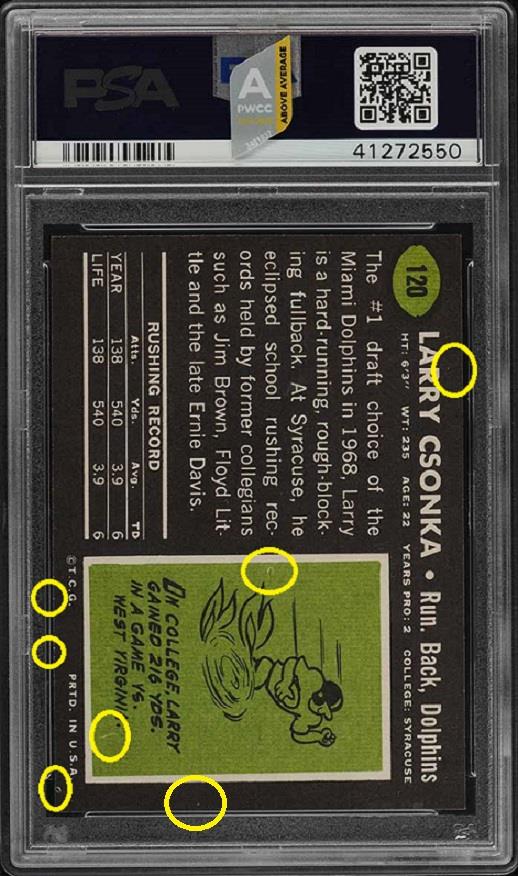 PSA
A
PWCC
ABOVE AVERAGE
41272550
120
LARRY CSONKA • Run. Back, Dolphins
HT: 6'3" WT: 235 AGE: 22 YEARS PRO: 2 COLLEGE: SYRACUSE
The #1 draft choice of the
Miami Dolphins in 1968, Larry
is a hard-running, rough-block-
ing fullback. At Syracuse, he
eclipsed school rushing rec-
ords held by former collegians
such as Jim Brown, Floyd Lit-
tle and the late Ernie Davis.
RUSHING RECORD
Atts. Yds. Avg. TD
YEAR 138 540 3.9 6
LIFE 138 540 3.9 6
IN COLLEGE LARRY
GAINED 216 YDS.
IN A GAME VS.
WEST VIRGINIA.
©T.C.G. PRTD. IN U.S.A.